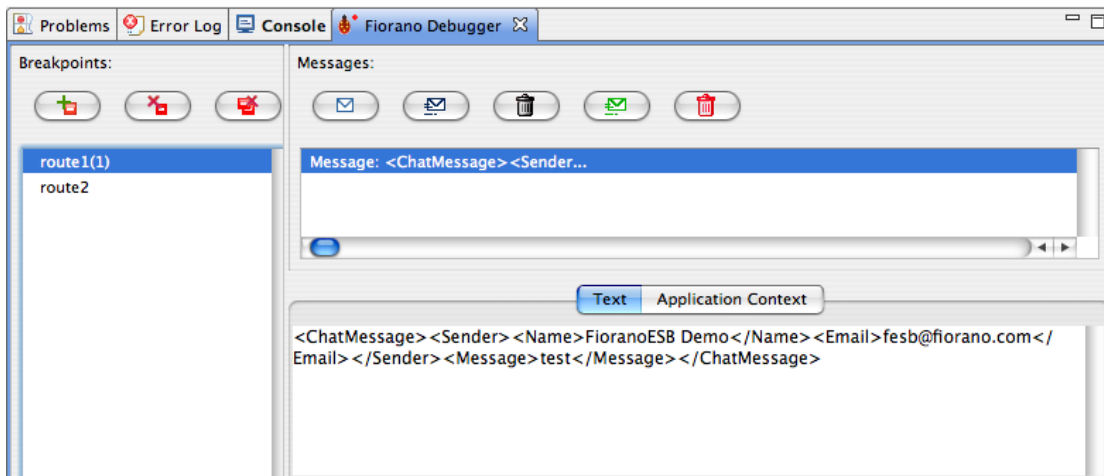 Problems Error Log Console Fiorano Debugger
Breakpoints:
Messages:
route1(1)
route2
Message: <ChatMessage><Sender...
Text Application Context
<ChatMessage><Sender><Name>FioranoESB Demo</Name><Email>fesb@fiorano.com</
Email></Sender><Message>test</Message></ChatMessage>